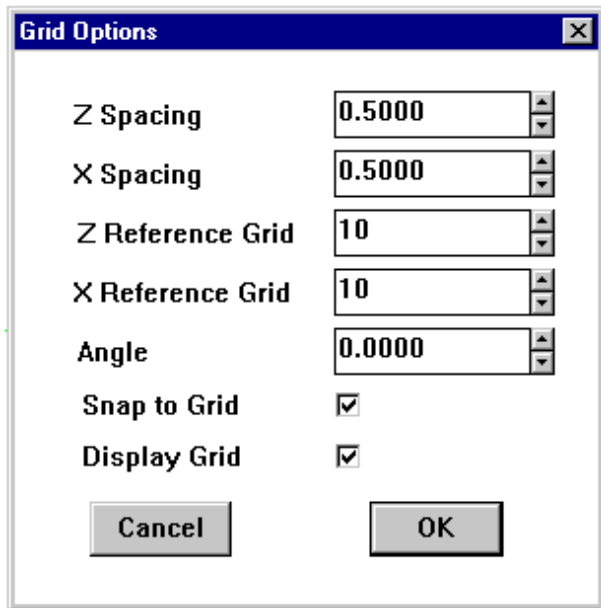 Grid Options
Z Spacing 0.5000
X Spacing 0.5000
Z Reference Grid 10
X Reference Grid 10
Angle 0.0000
Snap to Grid
Display Grid
Cancel OK